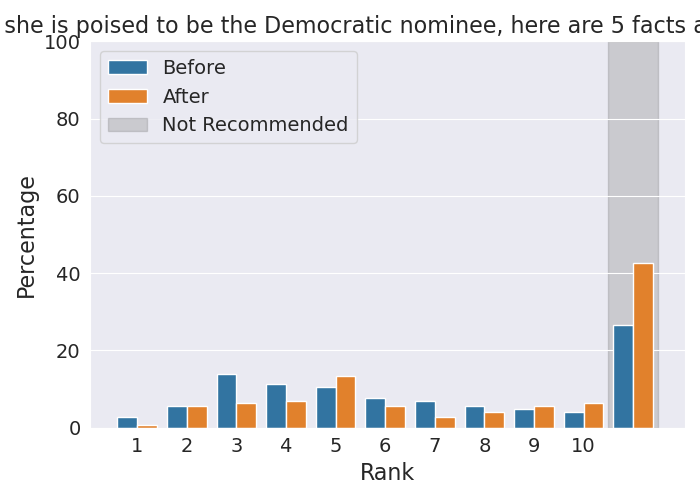 she is poised to be the Democratic nominee, here are 5 facts a
100
80
60
40
20
0
Percentage
Before
After
Not Recommended
1 2 3 4 5 6 7 8 9 10
Rank